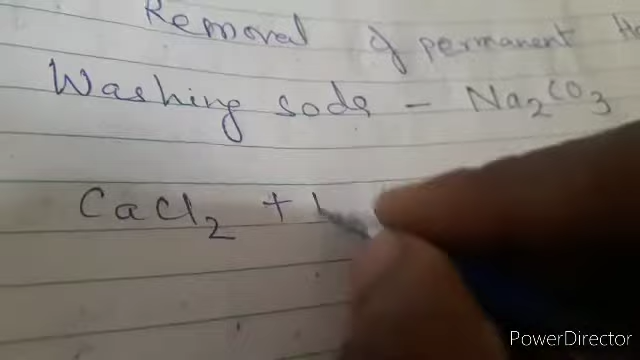 Removal of permanent
Washing soda - Na2CO3
CaCl2 +
PowerDirector